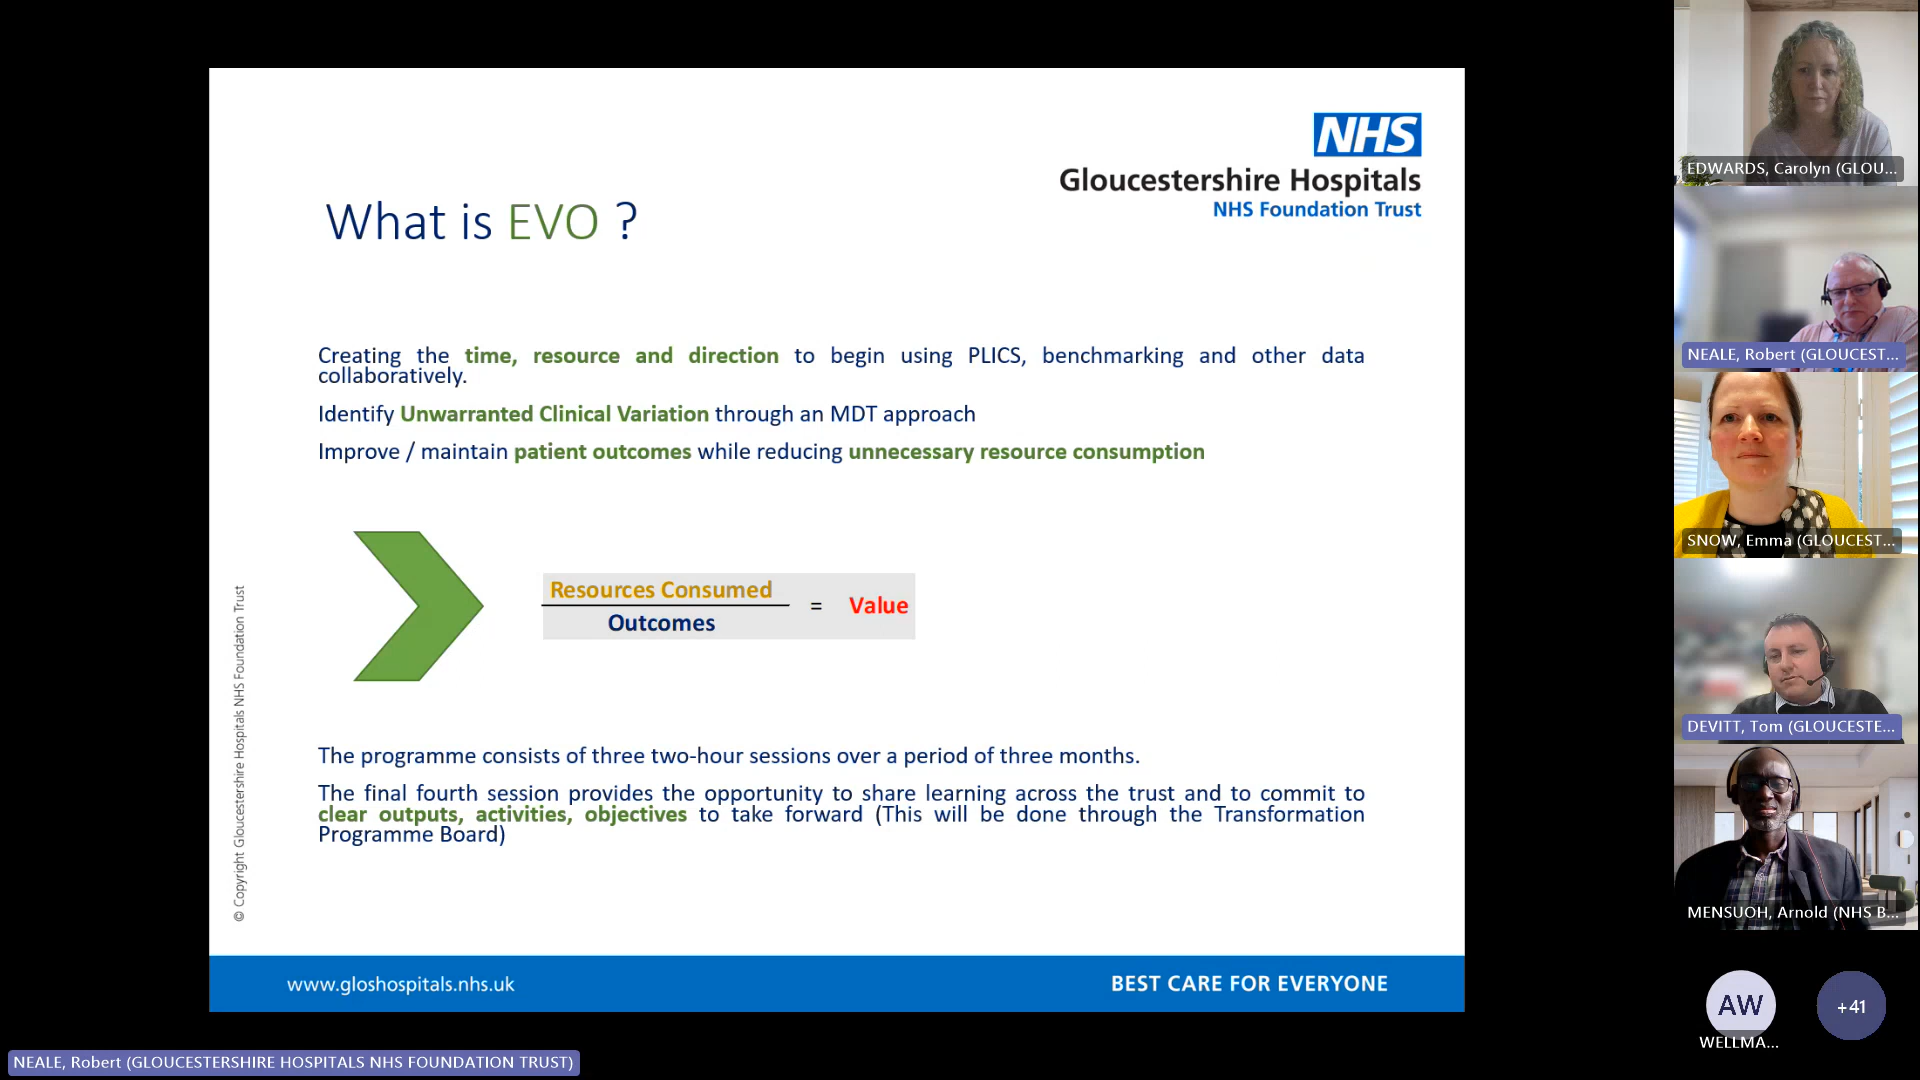 NHS
Gloucestershire Hospitals
NHS Foundation Trust
What is EVO ?
Creating the time, resource and direction to begin using PLICS, benchmarking and other data
collaboratively.
Identify Unwarranted Clinical Variation through an MDT approach
Improve / maintain patient outcomes while reducing unnecessary resource consumption
Resources Consumed
= Value
Outcomes
The programme consists of three two-hour sessions over a period of three months.
The final fourth session provides the opportunity to share learning across the trust and to commit to
clear outputs, activities, objectives to take forward (This will be done through the Transformation
Programme Board)
© Copyright Gloucestershire Hospitals NHS Foundation Trust
www.gloshospitals.nhs.uk
BEST CARE FOR EVERYONE
EDWARDS, Carolyn (GLOU...
NEALE, Robert (GLOUCEST...
SNOW, Emma (GLOUCEST...
DEVITT, Tom (GLOUCESTE...
MENSUOH, Arnold (NHS B...
AW
WELLMA...
+41
NEALE, Robert (GLOUCESTERSHIRE HOSPITALS NHS FOUNDATION TRUST)